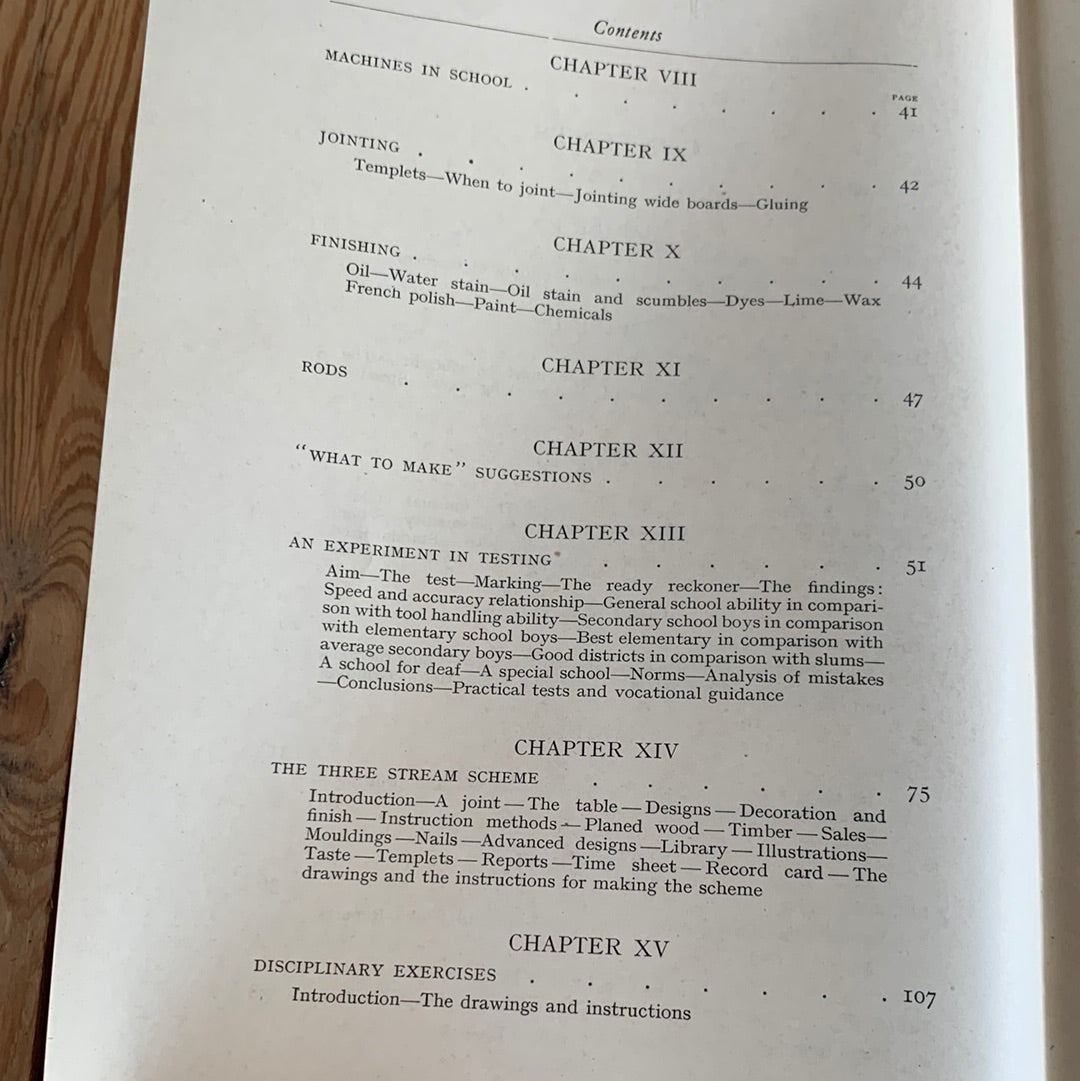 Contents
CHAPTER VIII
PAGE
MACHINES IN SCHOOL . . . . . . . . 41
CHAPTER IX
JOINTING . . . . . . . . . . 42
Templets—When to joint—Jointing wide boards—Gluing
CHAPTER X
FINISHING . . . . . . . . . . 44
Oil—Water stain—Oil stain and scumbles—Dyes—Lime—Wax
French polish—Paint—Chemicals
CHAPTER XI
RODS . . . . . . . . . . 47
CHAPTER XII
“WHAT TO MAKE” SUGGESTIONS . . . . . . 50
CHAPTER XIII
AN EXPERIMENT IN TESTING . . . . . . 51
Aim—The test—Marking—The ready reckoner—The findings:
Speed and accuracy relationship—General school ability in compari-
son with tool handling ability—Secondary school boys in comparison
with elementary school boys—Best elementary in comparison with
average secondary boys—Good districts in comparison with slums—
A school for deaf—A special school—Norms—Analysis of mistakes
—Conclusions—Practical tests and vocational guidance
CHAPTER XIV
THE THREE STREAM SCHEME . . . . . 75
Introduction—A joint—The table—Designs—Decoration and
finish—Instruction methods—Planed wood—Timber—Sales—
Mouldings—Nails—Advanced designs—Library—Illustrations—
Taste—Templets—Reports—Time sheet—Record card—The
drawings and the instructions for making the scheme
CHAPTER XV
DISCIPLINARY EXERCISES . . . . . . . 107
Introduction—The drawings and instructions